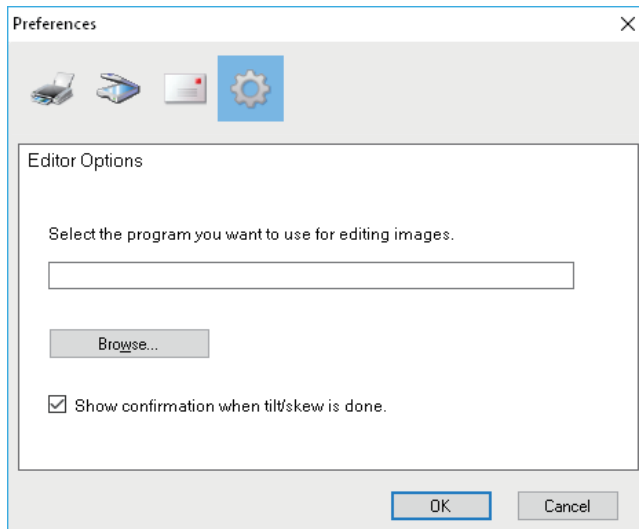 Preferences
Editor Options
Select the program you want to use for editing images.
Browse...
Show confirmation when tilt/skew is done.
OK
Cancel